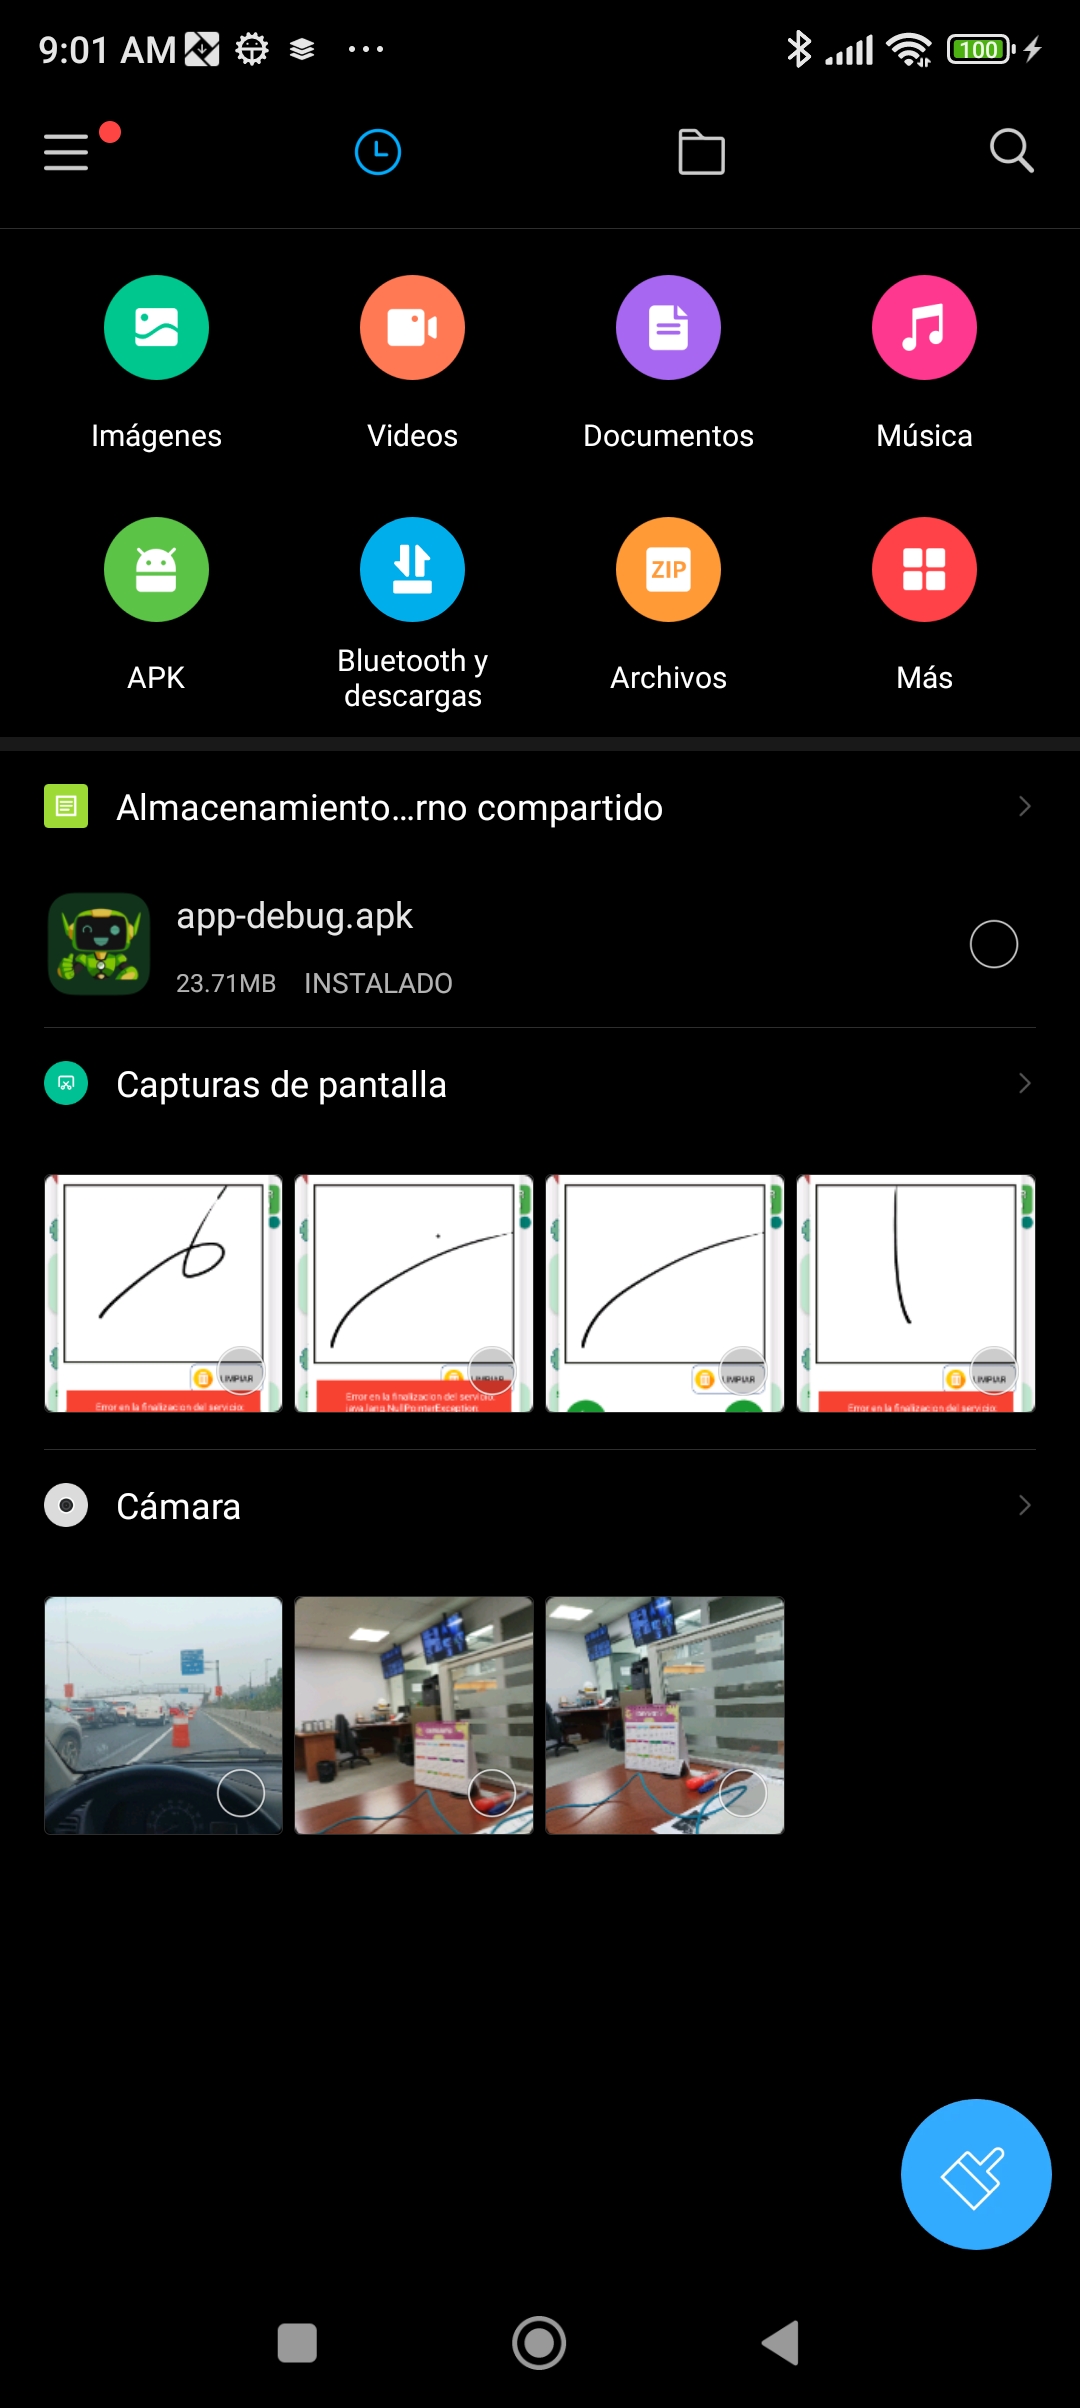 9:01 AM
100
Imágenes
Videos
Documentos
Música
ZIP
APK
Bluetooth y
descargas
Archivos
Más
Almacenamiento...rno compartido
app-debug.apk
23.71MB INSTALADO
Capturas de pantalla
LIMPIAR
Error en la finalizacion del servicio:
Error en la finalizacion del servicio:
java.lang.NullPointerException:
LIMPIAR
LIMPIAR
Error en la finalizacion del servicio:
Cámara